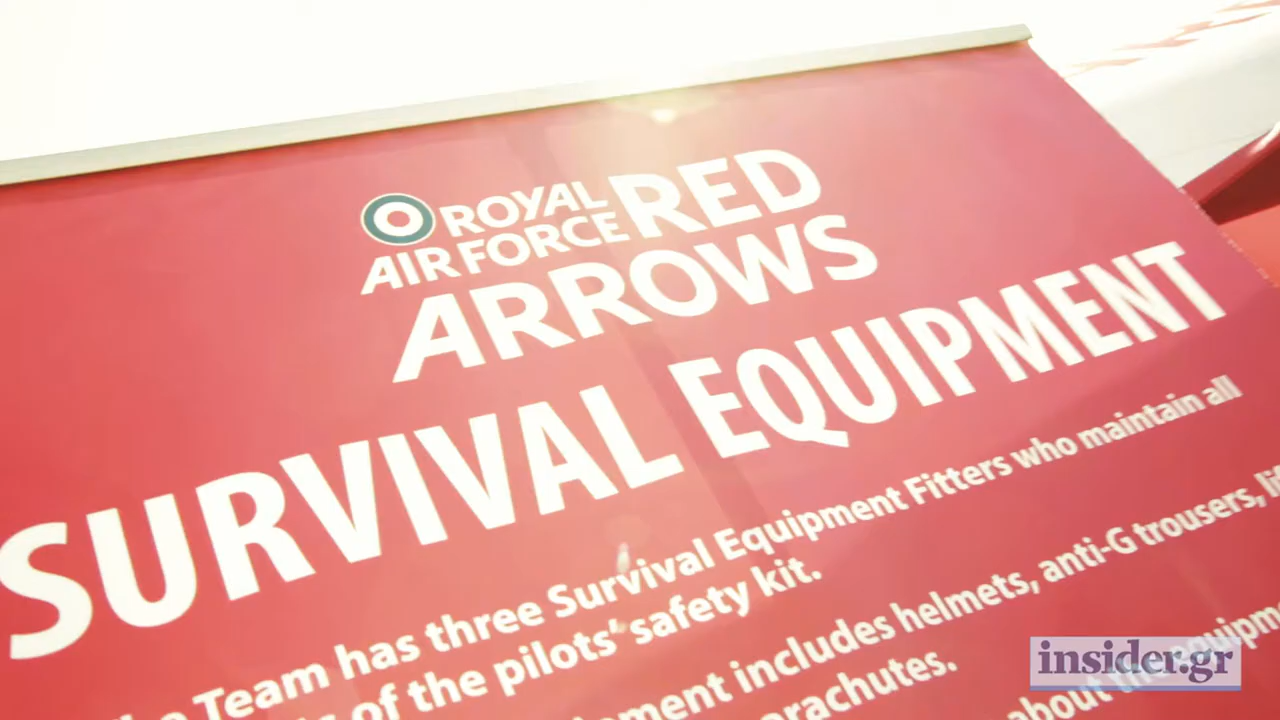 ROYAL
AIR FORCE RED
ARROWS
SURVIVAL EQUIPMENT
Team has three Survival Equipment Fitters who maintain all
of the pilots' safety kit.
includes helmets, anti-G trousers,
about
insider.gr